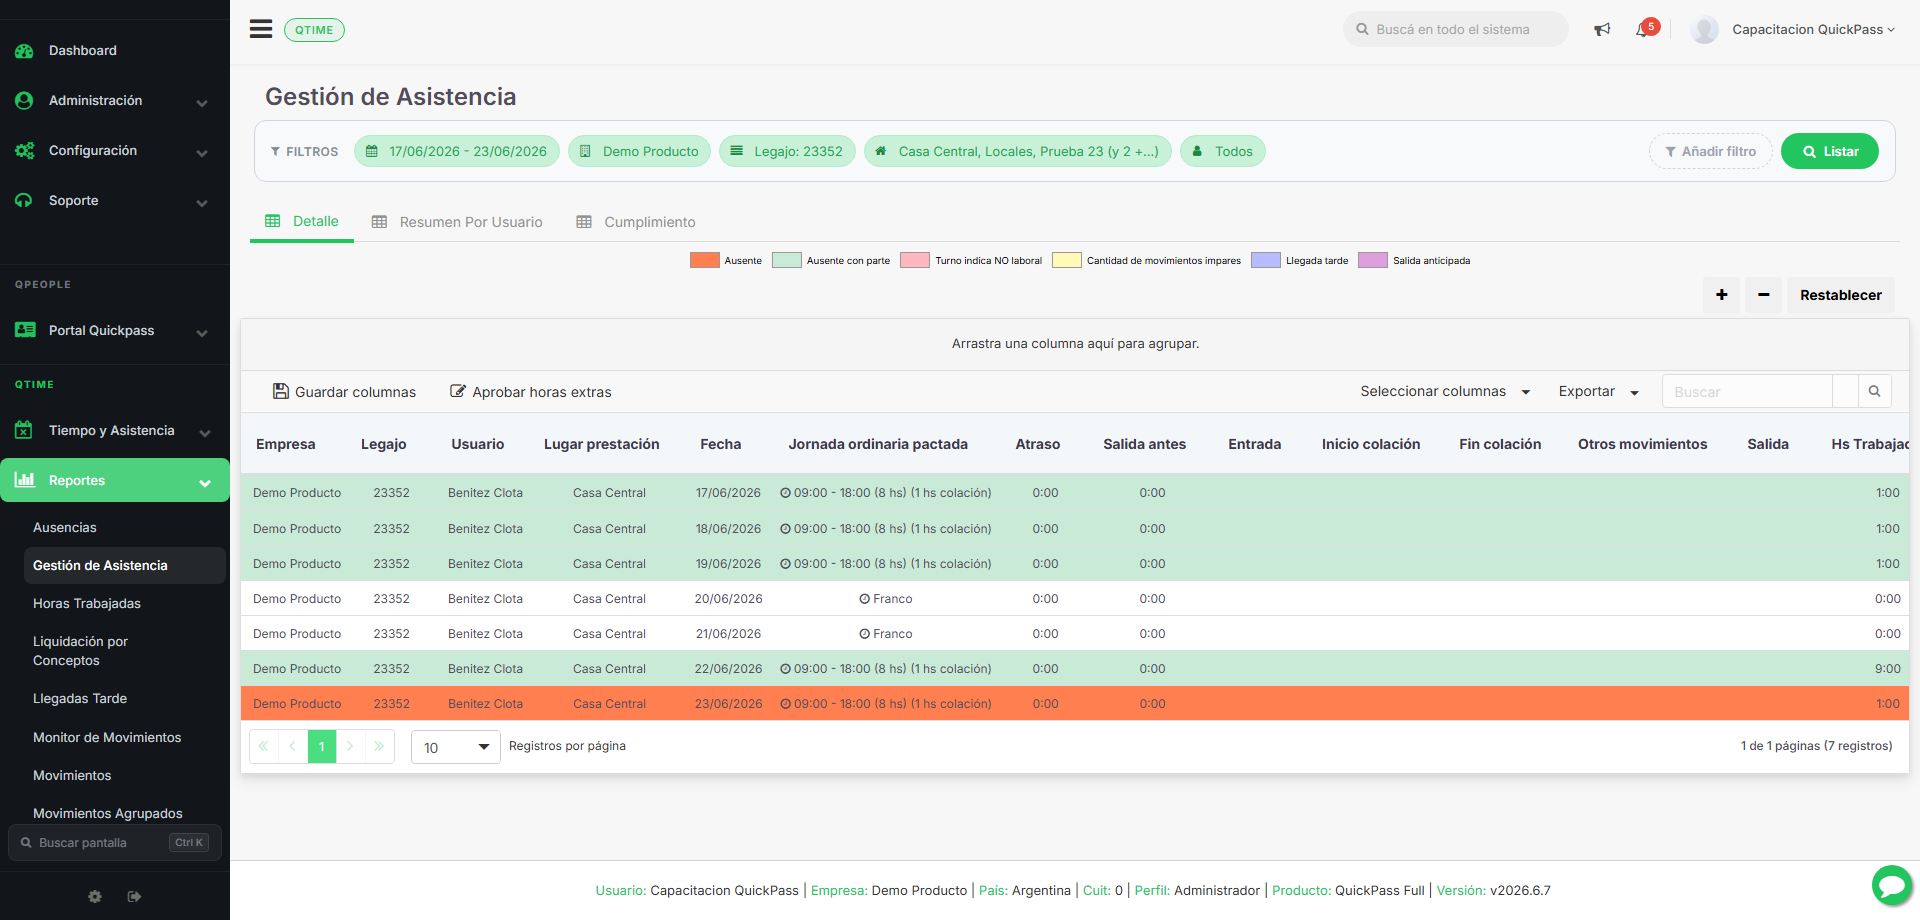 Dashboard
Administración
Configuración
Soporte
QPEOPLE
Portal Quickpass
QTIME
Tiempo y Asistencia
Reportes
Ausencias
Gestión de Asistencia
Horas Trabajadas
Liquidación por
Conceptos
Llegadas Tarde
Monitor de Movimientos
Movimientos
Movimientos Agrupados
Buscar pantalla Ctrl K
QTIME Buscá en todo el sistema 5 Capacitacion QuickPass
Gestión de Asistencia
FILTROS 17/06/2026 - 23/06/2026 Demo Producto Legajo: 23352 Casa Central, Locales, Prueba 23 (y 2 +...) Todos Añadir filtro Listar
Detalle Resumen Por Usuario Cumplimiento
Ausente Ausente con parte Turno indica NO laboral Cantidad de movimientos impares Llegada tarde Salida anticipada
+ − Restablecer
Arrastra una columna aquí para agrupar.
Guardar columnas Aprobar horas extras Seleccionar columnas Exportar Buscar
Empresa Legajo Usuario Lugar prestación Fecha Jornada ordinaria pactada Atraso Salida antes Entrada Inicio colación Fin colación Otros movimientos Salida Hs Trabajad
Demo Producto 23352 Benitez Clota Casa Central 17/06/2026 09:00 - 18:00 (8 hs) (1 hs colación) 0:00 0:00 1:00
Demo Producto 23352 Benitez Clota Casa Central 18/06/2026 09:00 - 18:00 (8 hs) (1 hs colación) 0:00 0:00 1:00
Demo Producto 23352 Benitez Clota Casa Central 19/06/2026 09:00 - 18:00 (8 hs) (1 hs colación) 0:00 0:00 1:00
Demo Producto 23352 Benitez Clota Casa Central 20/06/2026 Franco 0:00 0:00 0:00
Demo Producto 23352 Benitez Clota Casa Central 21/06/2026 Franco 0:00 0:00 0:00
Demo Producto 23352 Benitez Clota Casa Central 22/06/2026 09:00 - 18:00 (8 hs) (1 hs colación) 0:00 0:00 9:00
Demo Producto 23352 Benitez Clota Casa Central 23/06/2026 09:00 - 18:00 (8 hs) (1 hs colación) 0:00 0:00 1:00
« ‹ 1 › » 10 Registros por página 1 de 1 páginas (7 registros)
Usuario: Capacitacion QuickPass | Empresa: Demo Producto | País: Argentina | Cuit: 0 | Perfil: Administrador | Producto: QuickPass Full | Versión: v2026.6.7